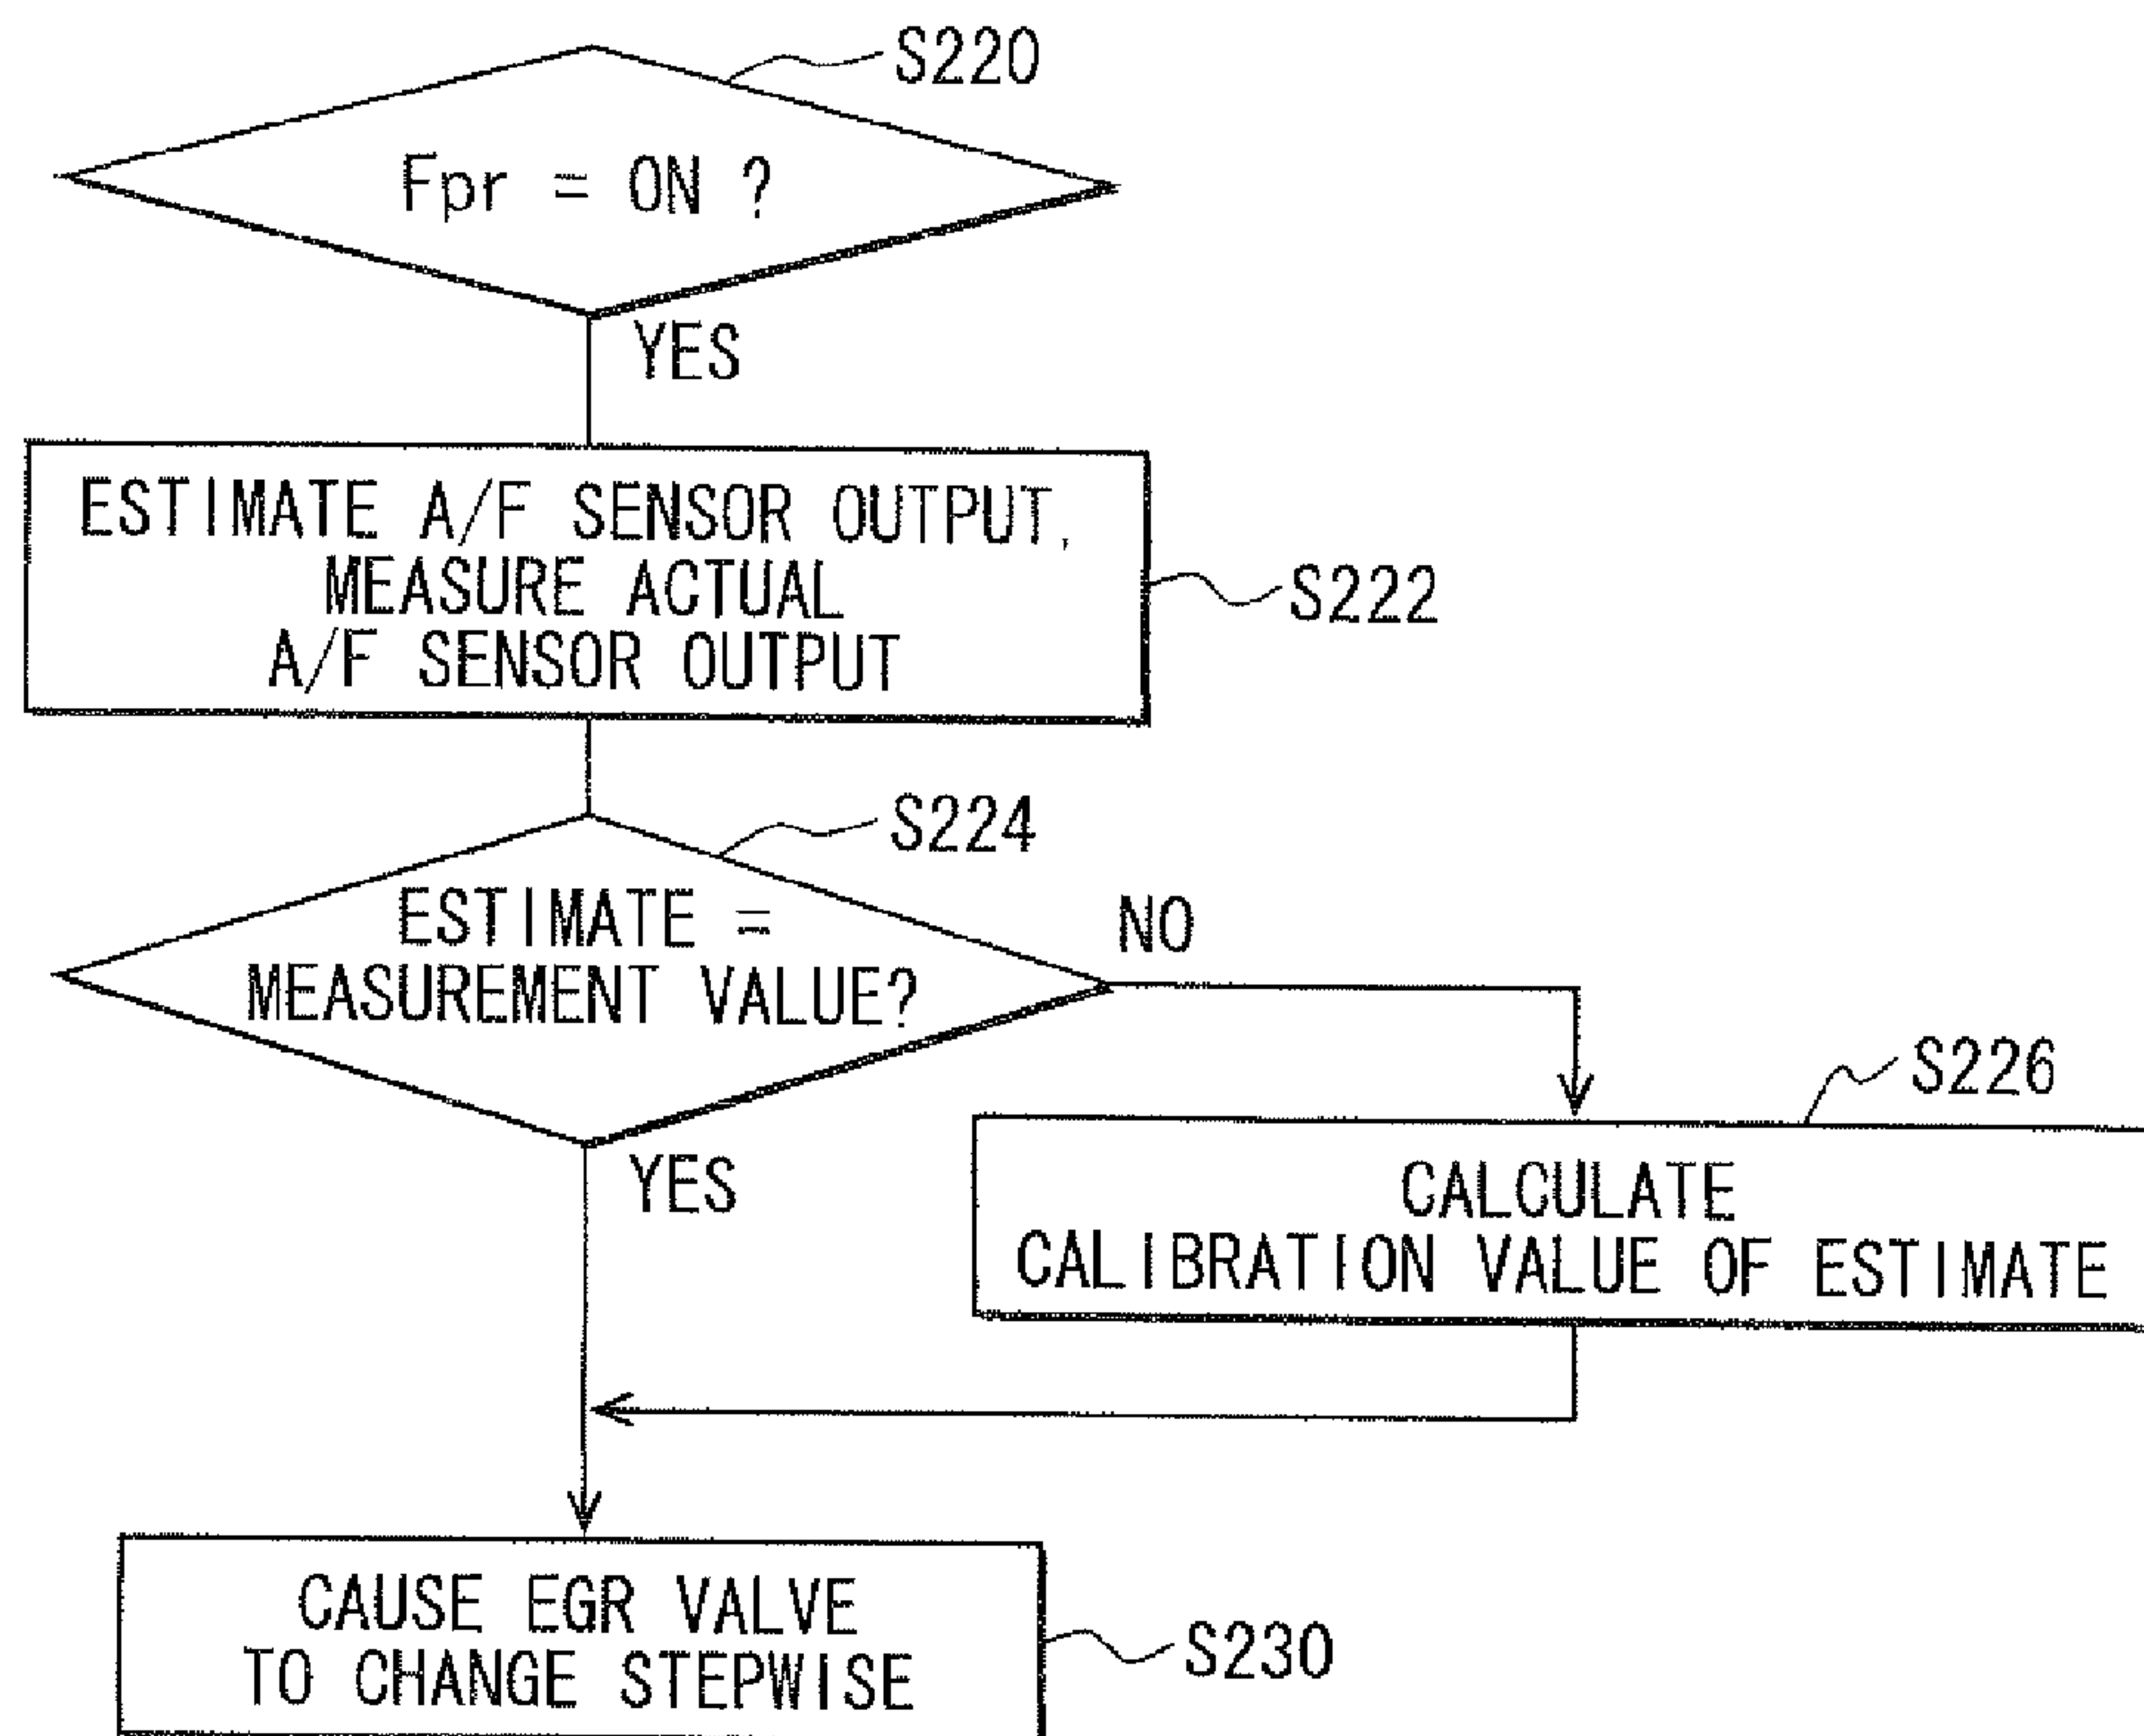 S220
Fpr = ON ?
YES
ESTIMATE A/F SENSOR OUTPUT,
MEASURE ACTUAL
A/F SENSOR OUTPUT
S222
S224
ESTIMATE =
MEASUREMENT VALUE?
NO
YES
S226
CALCULATE
CALIBRATION VALUE OF ESTIMATE
CAUSE EGR VALVE
TO CHANGE STEPWISE
S230